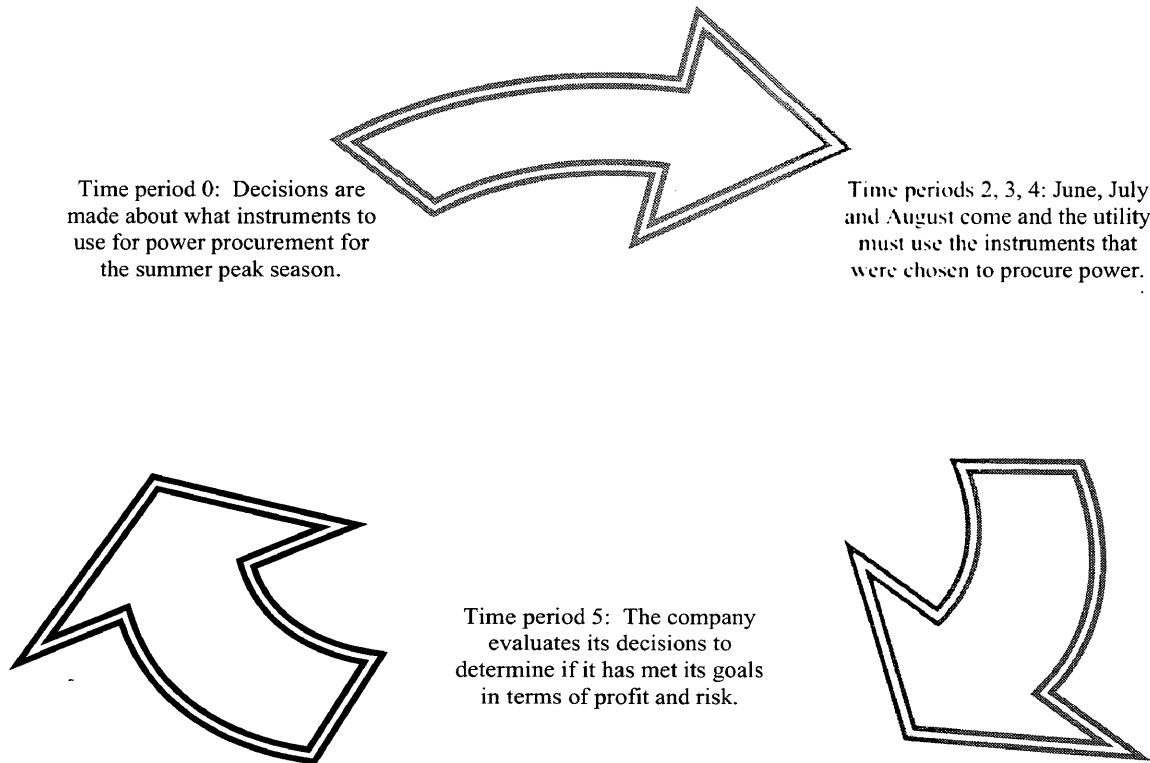 Time period 0: Decisions are
made about what instruments to
use for power procurement for
the summer peak season.
Time periods 2, 3, 4: June, July
and August come and the utility
must use the instruments that
were chosen to procure power.
Time period 5: The company
evaluates its decisions to
determine if it has met its goals
in terms of profit and risk.